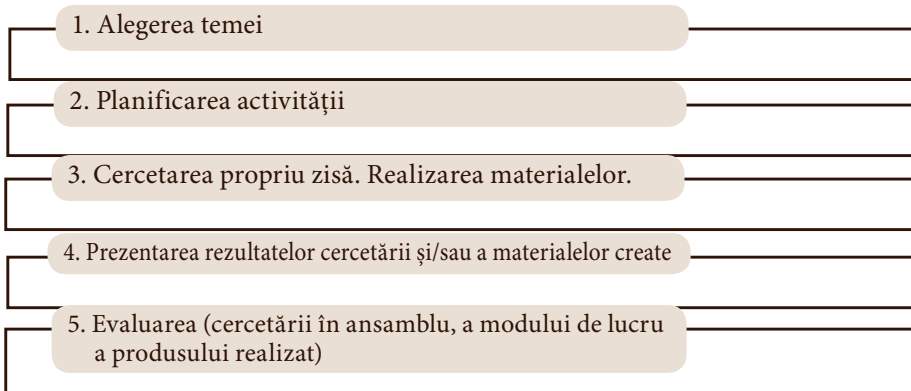 1. Alegerea temei
2. Planificarea activității
3. Cercetarea propriu zisă. Realizarea materialelor.
4. Prezentarea rezultatelor cercetării și/sau a materialelor create
5. Evaluarea (cercetării în ansamblu, a modului de lucru
a produsului realizat)